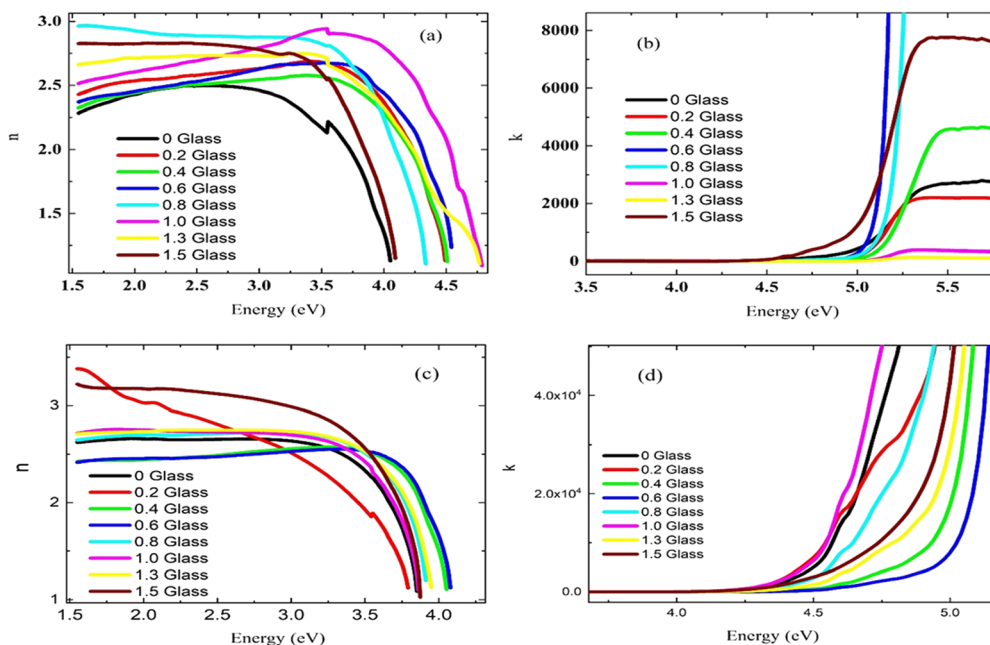 (a)
n
3.0
2.5
2.0
1.5
1.5 2.0 2.5 3.0 3.5 4.0 4.5
Energy (eV)
0 Glass
0.2 Glass
0.4 Glass
0.6 Glass
0.8 Glass
1.0 Glass
1.3 Glass
1.5 Glass
(b)
k
8000
6000
4000
2000
0
3.5 4.0 4.5 5.0 5.5
Energy (eV)
0 Glass
0.2 Glass
0.4 Glass
0.6 Glass
0.8 Glass
1.0 Glass
1.3 Glass
1.5 Glass
(c)
n
3
2
1
1.5 2.0 2.5 3.0 3.5 4.0
Energy (eV)
0 Glass
0.2 Glass
0.4 Glass
0.6 Glass
0.8 Glass
1.0 Glass
1.3 Glass
1.5 Glass
(d)
k
4.0x10⁴
2.0x10⁴
0.0
4.0 4.5 5.0
Energy (eV)
0 Glass
0.2 Glass
0.4 Glass
0.6 Glass
0.8 Glass
1.0 Glass
1.3 Glass
1.5 Glass